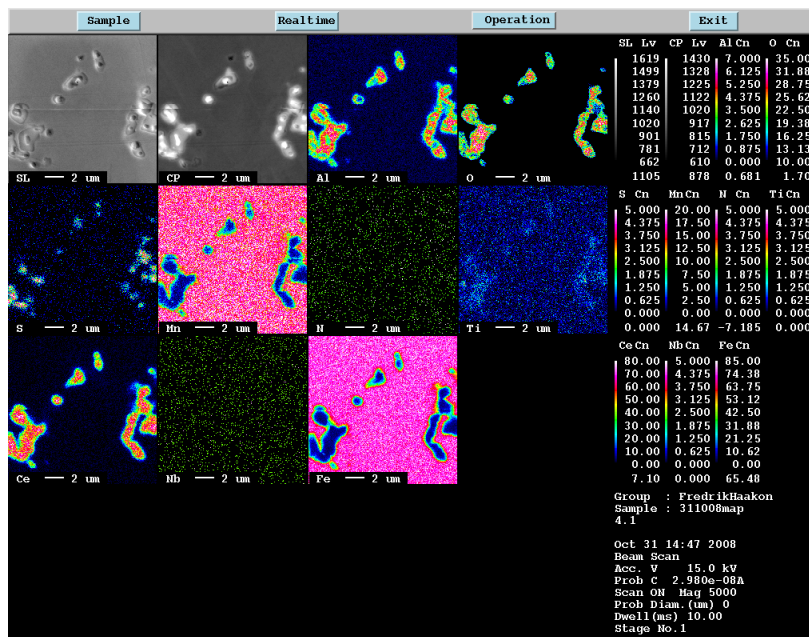 Sample Realtime Operation Exit
SL Lv CP Lv Al Cn O Cn
1619 1430 7.000 35.00
1499 1328 6.125 31.88
1379 1225 5.250 28.75
1260 1122 4.375 25.62
1140 1020 3.500 22.50
1020 917 2.625 19.38
901 815 1.750 16.25
781 712 0.875 13.13
662 610 0.000 10.00
1105 878 0.681 1.70
SL 2 um CP 2 um Al 2 um O 2 um
S Cn Mn Cn N Cn Ti Cn
5.000 20.00 5.000 5.000
4.375 17.50 4.375 4.375
3.750 15.00 3.750 3.750
3.125 12.50 3.125 3.125
2.500 10.00 2.500 2.500
1.875 7.50 1.875 1.875
1.250 5.00 1.250 1.250
0.625 2.50 0.625 0.625
0.000 0.00 0.000 0.000
0.000 14.67 -7.185 0.000
S 2 um Mn 2 um N 2 um Ti 2 um
Ce Cn Nb Cn Fe Cn
80.00 5.000 85.00
70.00 4.375 74.38
60.00 3.750 63.75
50.00 3.125 53.12
40.00 2.500 42.50
30.00 1.875 31.88
20.00 1.250 21.25
10.00 0.625 10.62
0.00 0.000 0.00
7.10 0.000 65.48
Ce 2 um Nb 2 um Fe 2 um
Group : FredrikHaakon
Sample : 311008map
4.1
Oct 31 14:47 2008
Beam Scan
Acc. V 15.0 kV
Prob C 2.980e-08A
Scan ON Mag 5000
Prob Diam.(um) 0
Dwell(ms) 10.00
Stage No.1